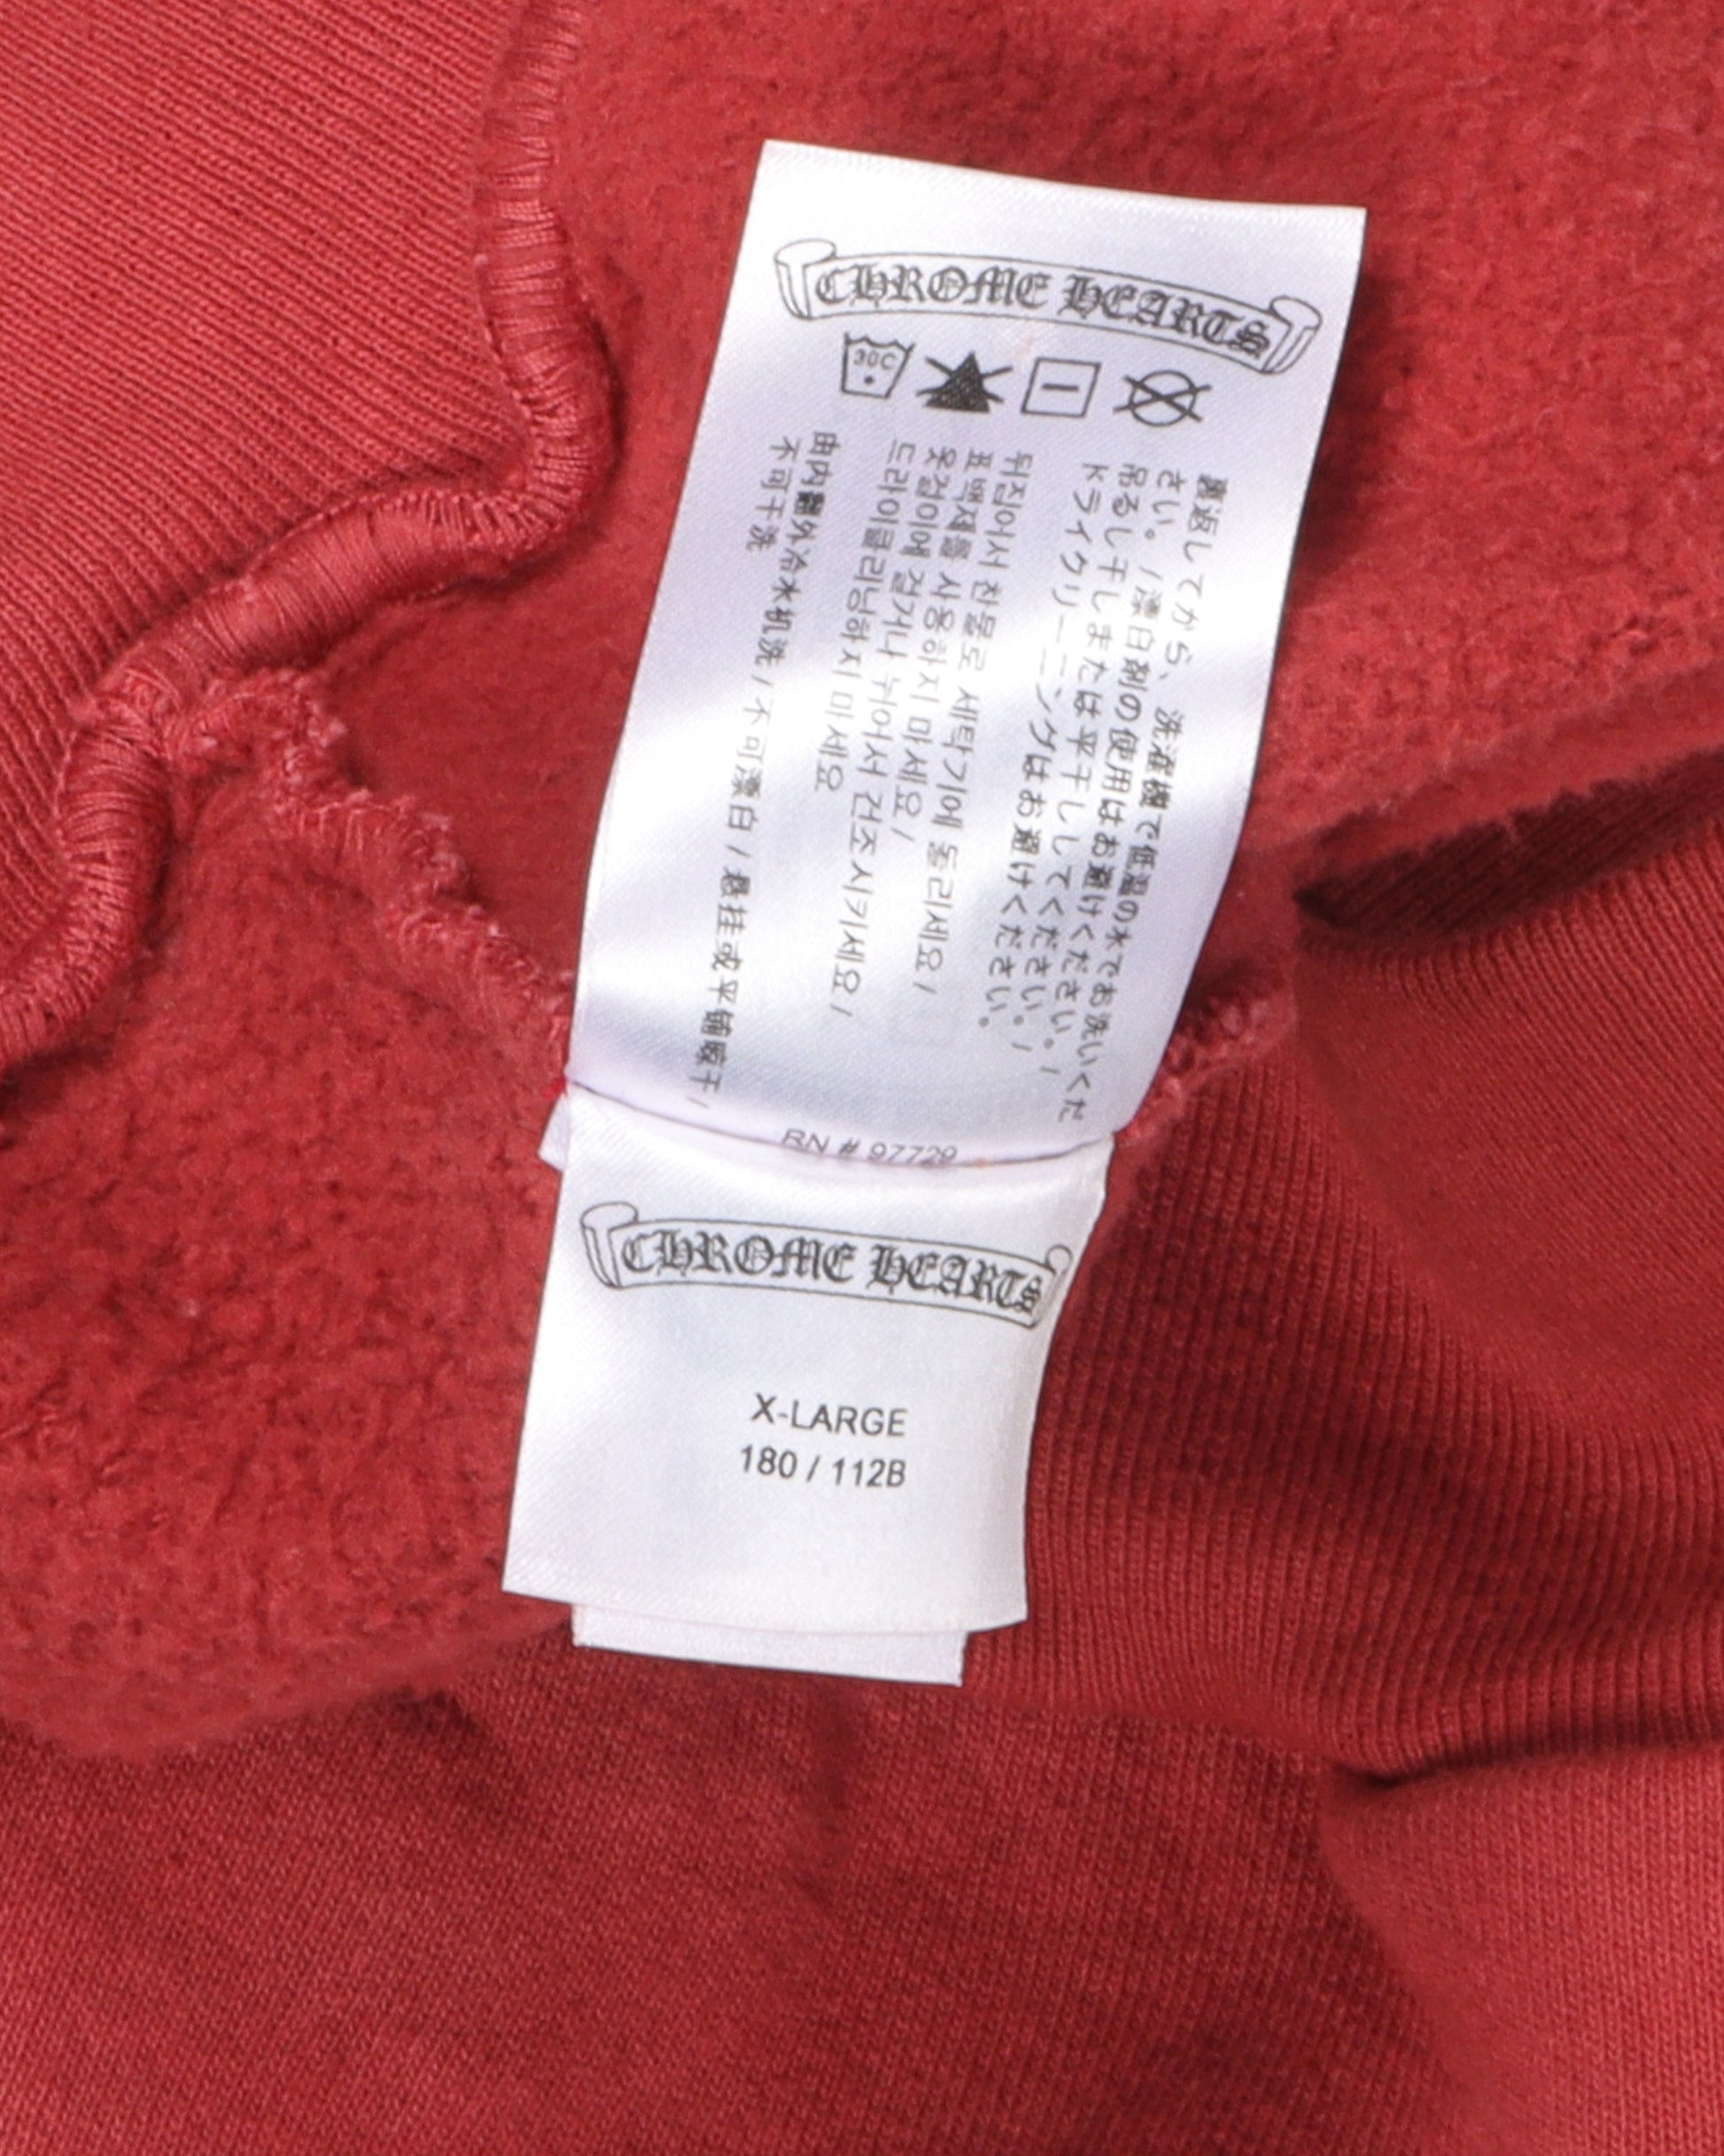 CHROME HEARTS
30C
裏返してから、洗濯機で低温の水でお洗いくだ
さい。/漂白剤の使用はお避けください。/
吊るし干しまたは平干ししてください。/
ドライクリーニングはお避けください。
뒤집어서 찬물로 세탁기에 돌리세요 /
표백제를 사용하지 마세요 /
옷걸이에 걸거나 뉘어서 건조시키세요 /
드라이클리닝하지 마세요
由内翻外冷水机洗 / 不可漂白 / 悬挂或平铺晾干 /
不可干洗
RN # 97729
CHROME HEARTS
X-LARGE
180 / 112B